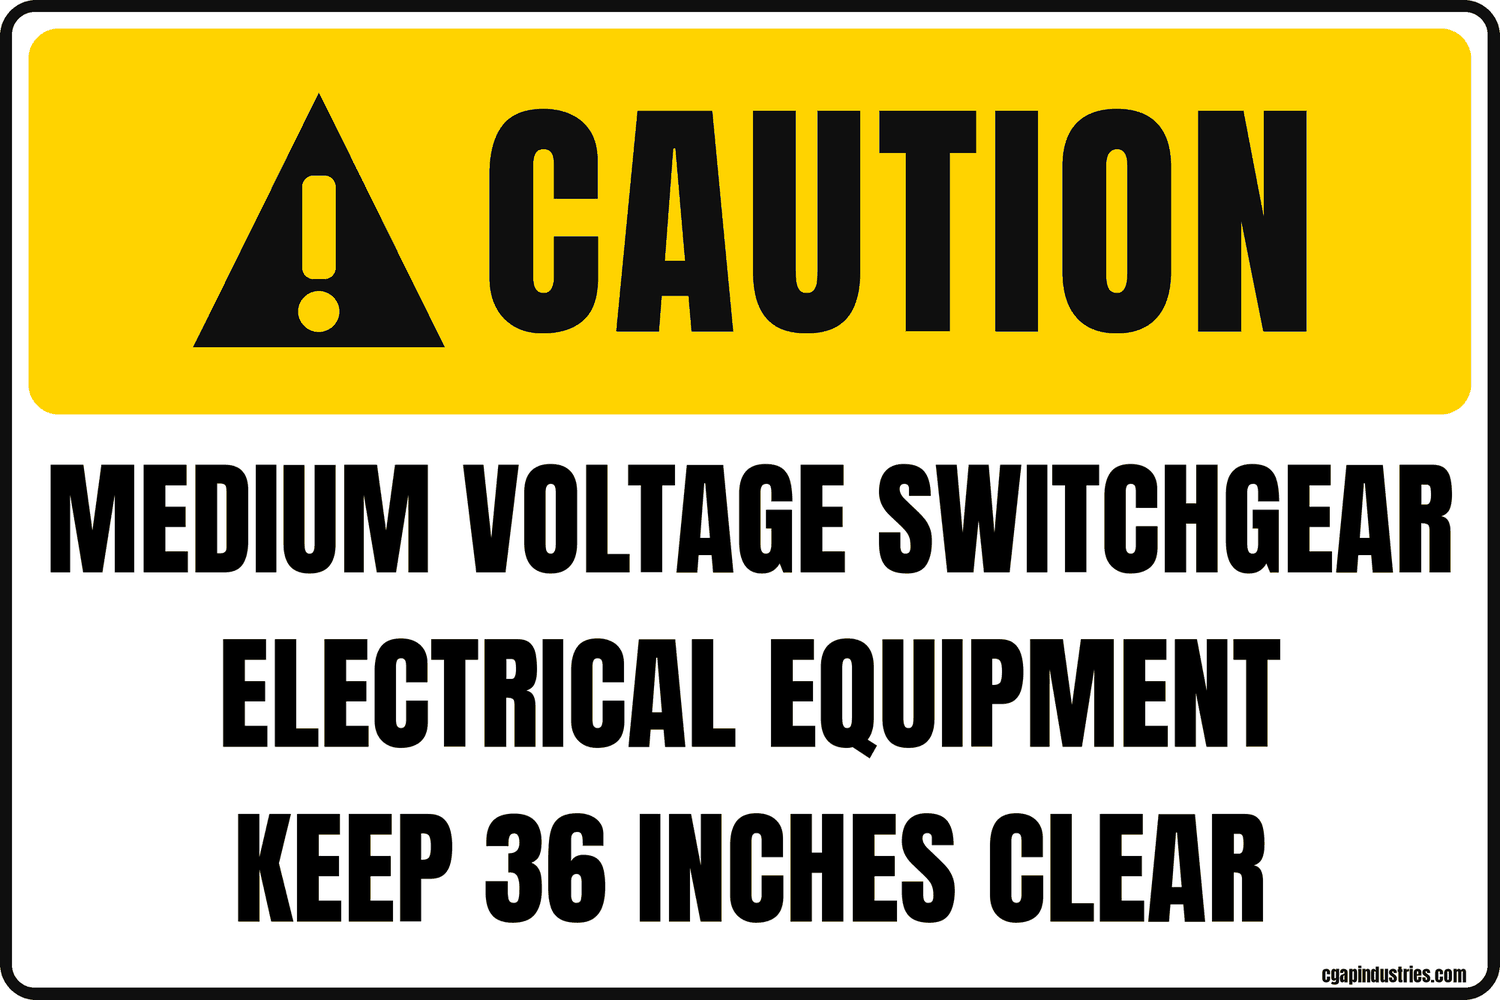 CAUTION
MEDIUM VOLTAGE SWITCHGEAR
ELECTRICAL EQUIPMENT
KEEP 36 INCHES CLEAR
cgapindustries.com